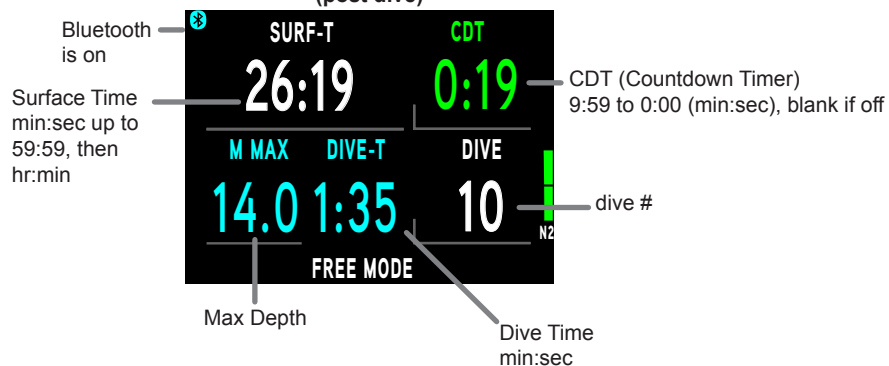 (post dive)
Bluetooth
is on
SURF-T
CDT
26:19
0:19
CDT (Countdown Timer)
9:59 to 0:00 (min:sec), blank if off
Surface Time
min:sec up to
59:59, then
hr:min
M MAX
DIVE-T
DIVE
14.0
1:35
10
dive #
N2
FREE MODE
Max Depth
Dive Time
min:sec